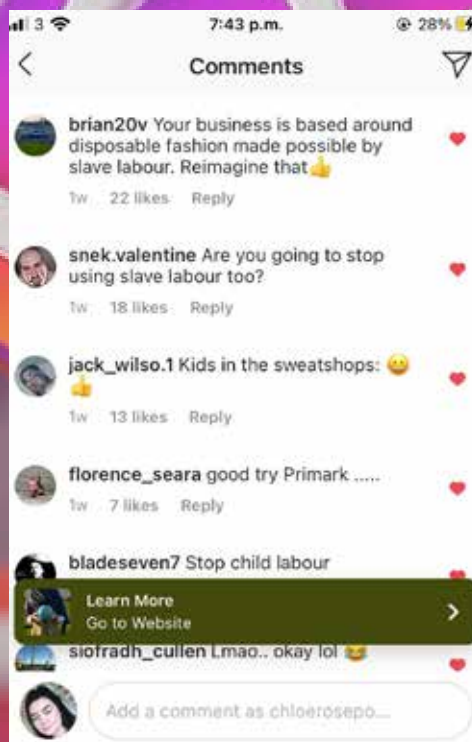 3 7:43 p.m. 28%
Comments
brian20v Your business is based around
disposable fashion made possible by
slave labour. Reimagine that👍
1w 22 likes Reply
snek.valentine Are you going to stop
using slave labour too?
1w 18 likes Reply
jack_wilso.1 Kids in the sweatshops: 😀
👍
1w 13 likes Reply
florence_seara good try Primark .....
1w 7 likes Reply
bladeseven7 Stop child labour
Learn More
Go to Website
siofradh_cullen Lmao.. okay lol 😂
Add a comment as chloerosepo...